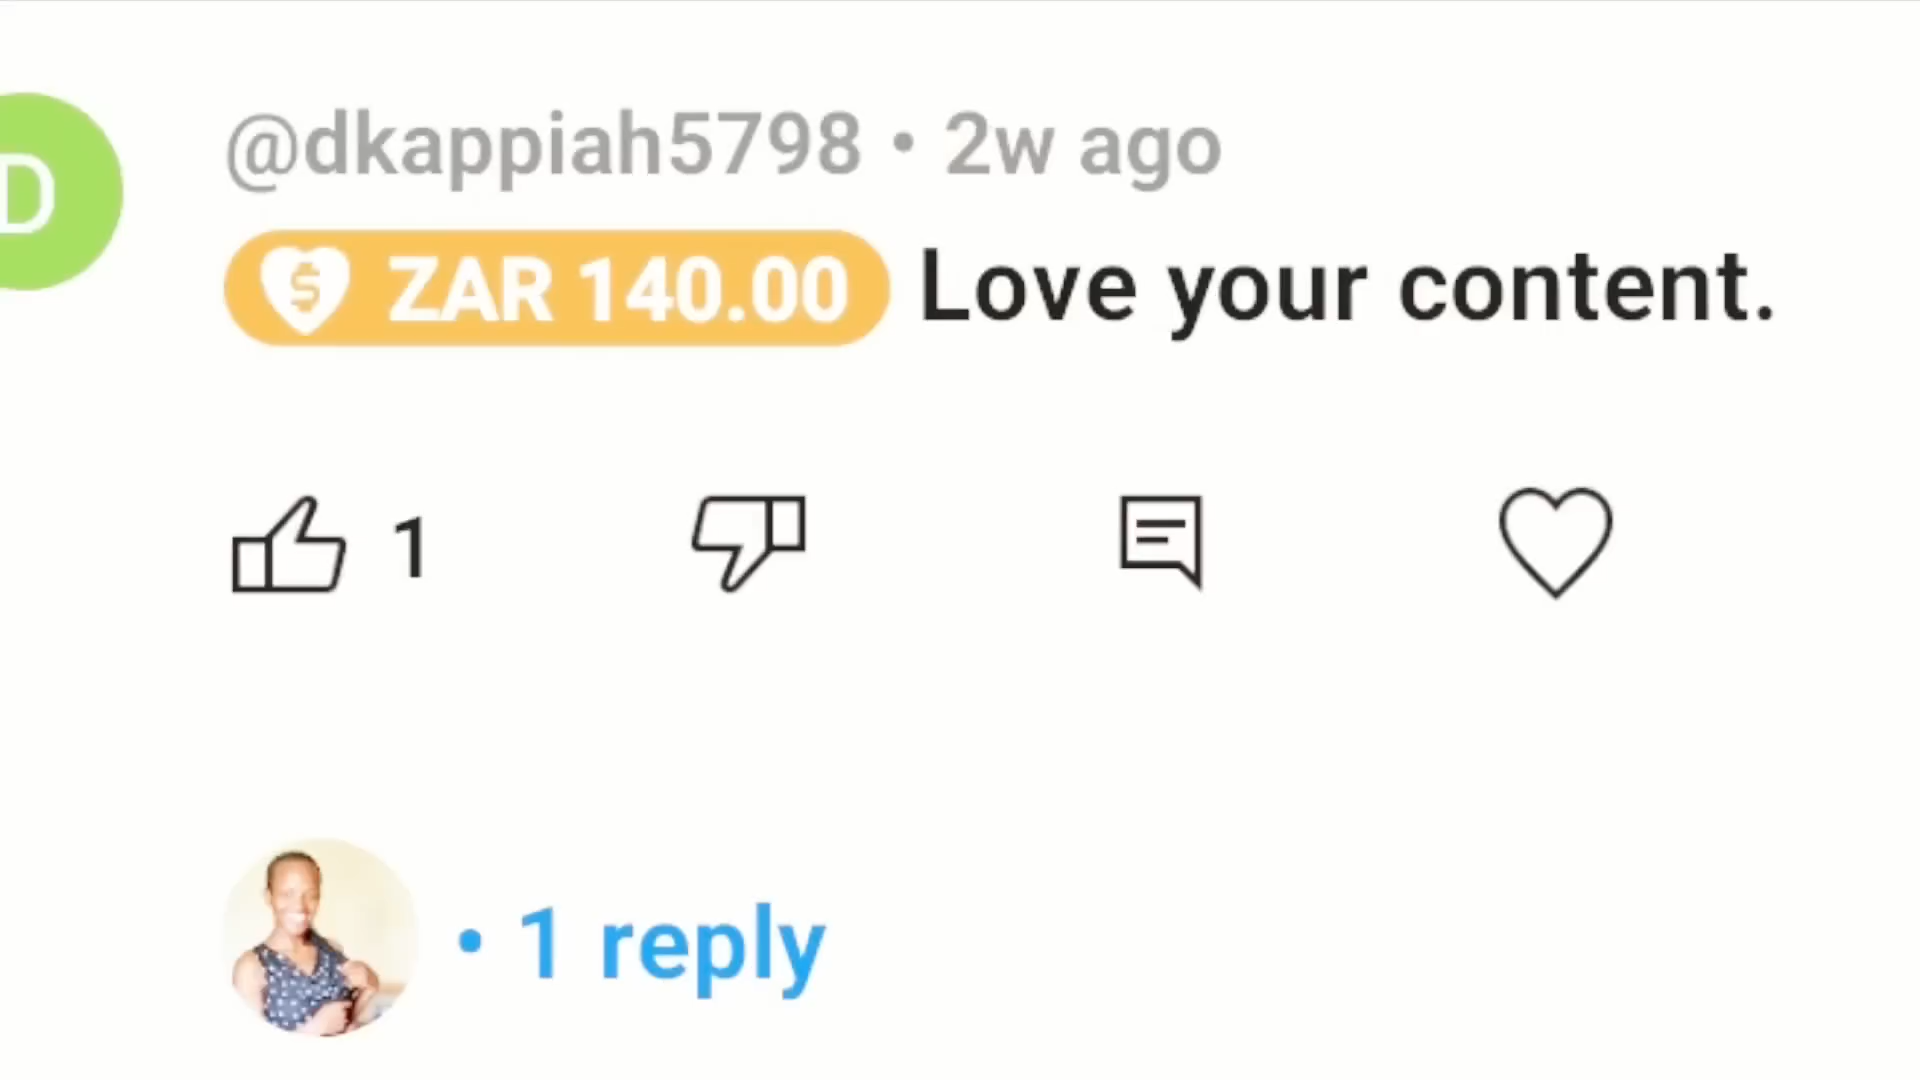 D
@dkappiah5798 • 2w ago
$ ZAR 140.00 Love your content.
1
• 1 reply